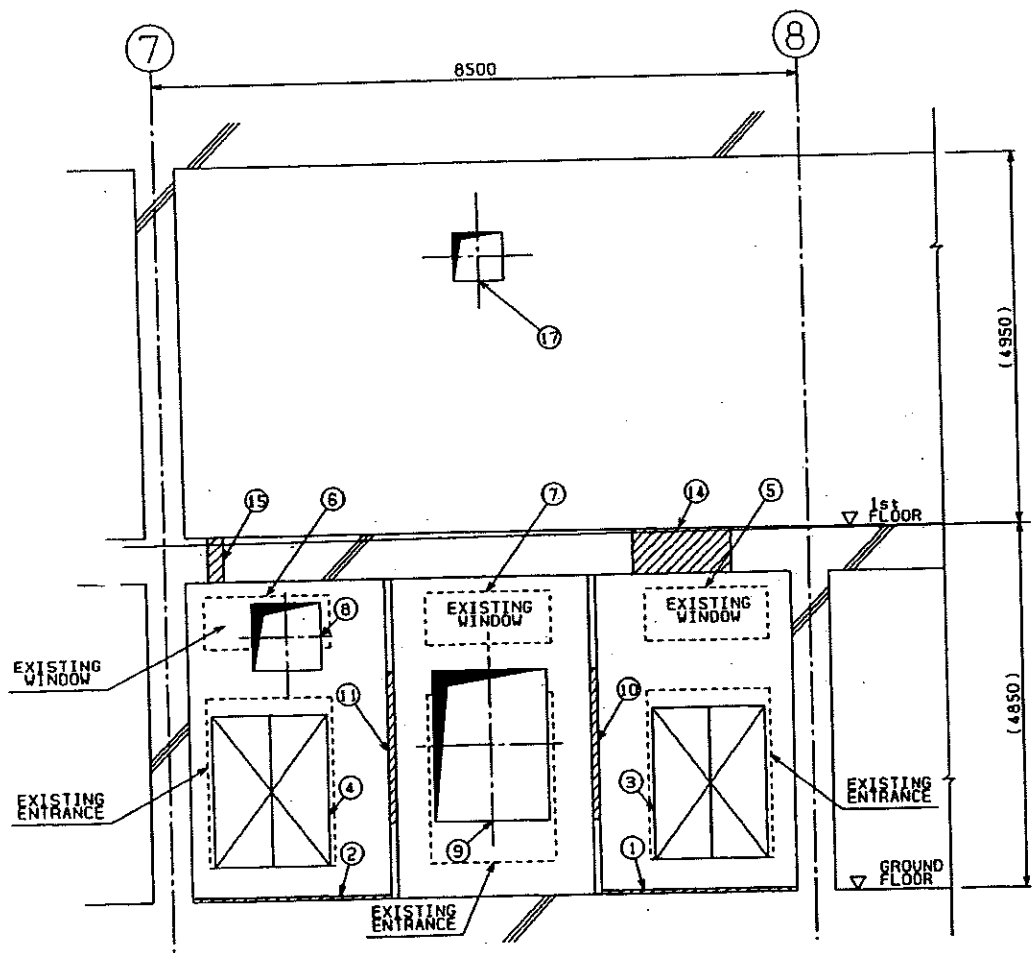 7
8
8500
17
(4950)
15
6
7
14
5
1st
FLOOR
EXISTING
WINDOW
EXISTING
WINDOW
8
EXISTING
WINDOW
11
10
(4850)
EXISTING
ENTRANCE
4
3
EXISTING
ENTRANCE
2
9
1
GROUND
FLOOR
EXISTING
ENTRANCE